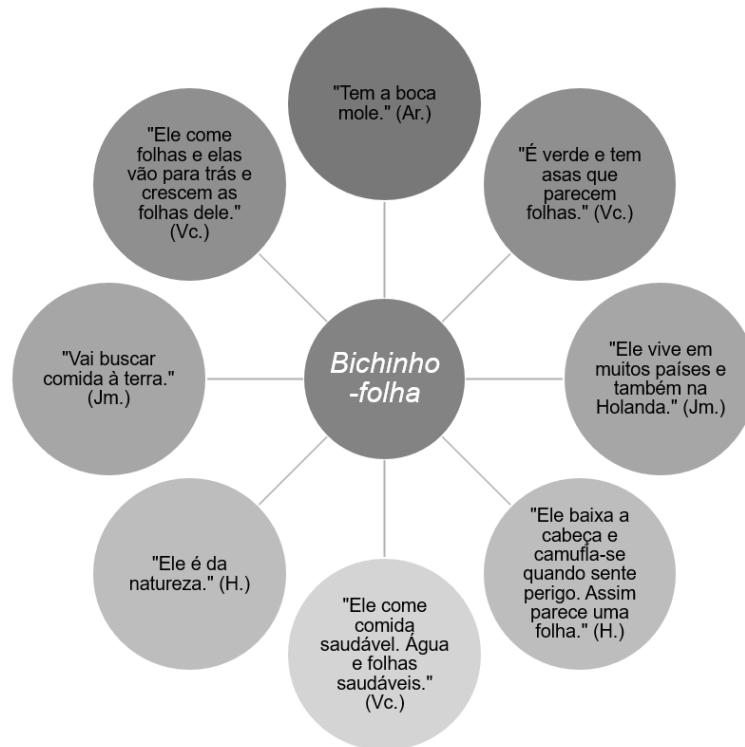 "Tem a boca
mole." (Ar.)
"É verde e tem
asas que
parecem
folhas." (Vc.)
"Ele vive em
muitos países e
também na
Holanda." (Jm.)
"Ele baixa a
cabeça e
camufla-se
quando sente
perigo. Assim
parece uma
folha." (H.)
"Ele come
comida
saudável. Água
e folhas
saudáveis."
(Vc.)
"Ele é da
natureza." (H.)
"Vai buscar
comida à terra."
(Jm.)
"Ele come
folhas e elas
vão para trás e
crescem as
folhas dele."
(Vc.)
Bichinho
-folha